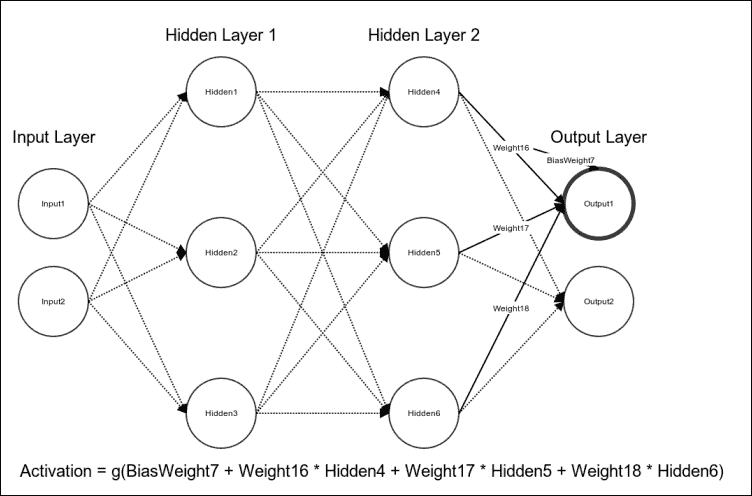 Hidden Layer 1
Hidden Layer 2
Hidden1
Hidden4
Input Layer
Output Layer
Weight16
BiasWeight7
Input1
Output1
Weight17
Hidden2
Hidden5
Input2
Output2
Weight18
Hidden3
Hidden6
Activation = g(BiasWeight7 + Weight16 * Hidden4 + Weight17 * Hidden5 + Weight18 * Hidden6)